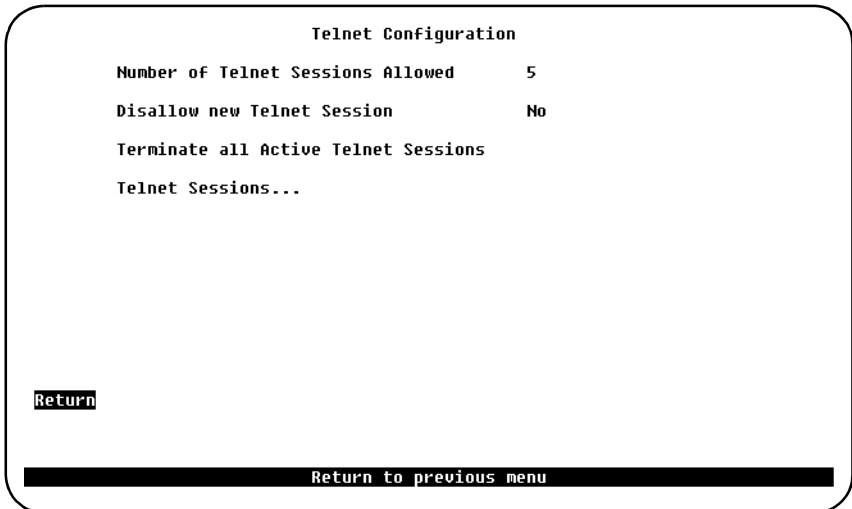 Telnet Configuration
Number of Telnet Sessions Allowed 5
Disallow new Telnet Session No
Terminate all Active Telnet Sessions
Telnet Sessions...
Return
Return to previous menu